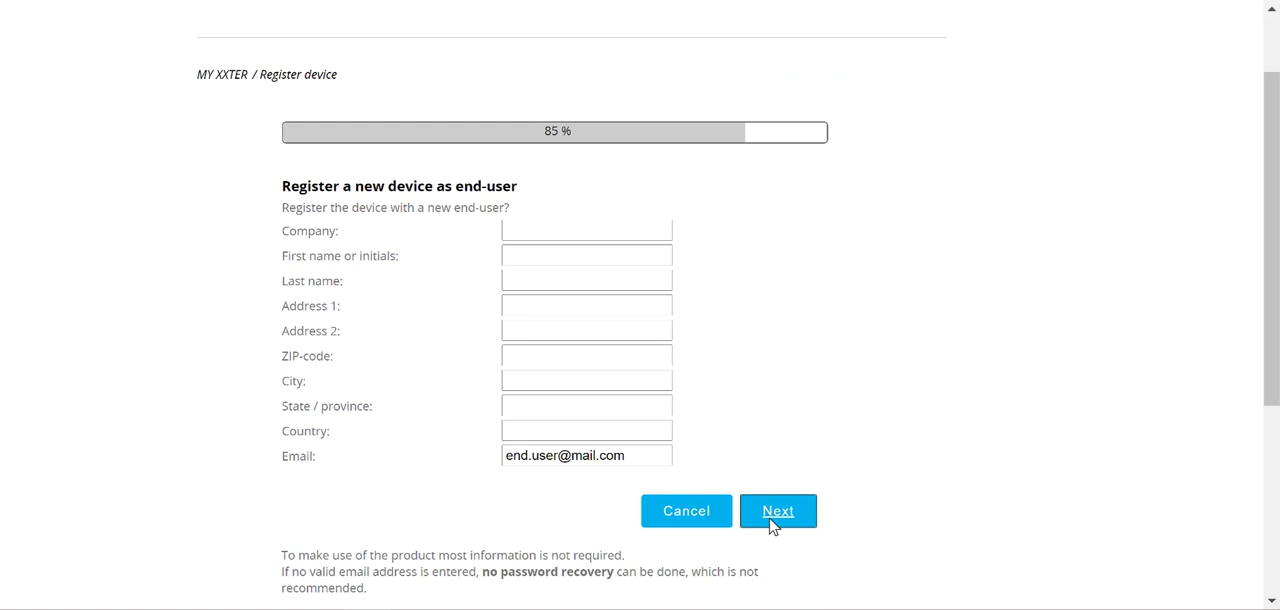 MY XXTER / Register device
85 %
Register a new device as end-user
Register the device with a new end-user?
Company:
First name or initials:
Last name:
Address 1:
Address 2:
ZIP-code:
City:
State / province:
Country:
Email: end.user@mail.com
Cancel Next
To make use of the product most information is not required.
If no valid email address is entered, no password recovery can be done, which is not
recommended.